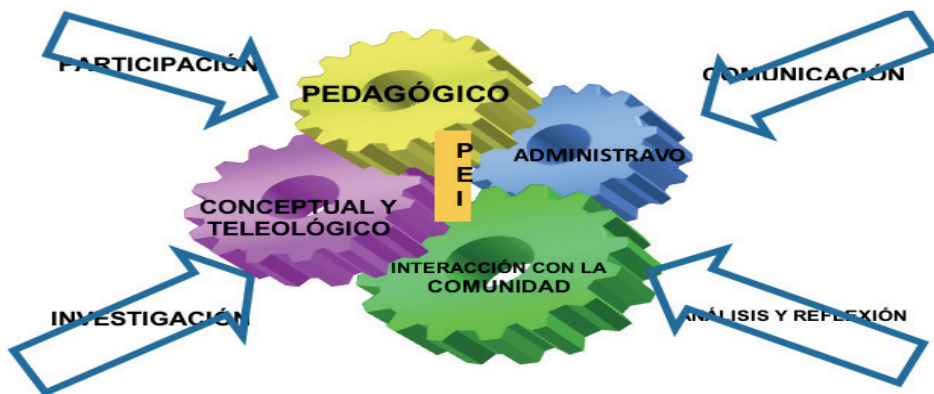 PARTICIPACIÓN
COMUNICACIÓN
PEDAGÓGICO
P
E
I
ADMINISTRAVO
CONCEPTUAL Y
TELEOLÓGICO
INTERACCIÓN CON LA
COMUNIDAD
INVESTIGACIÓN
ANÁLISIS Y REFLEXIÓN